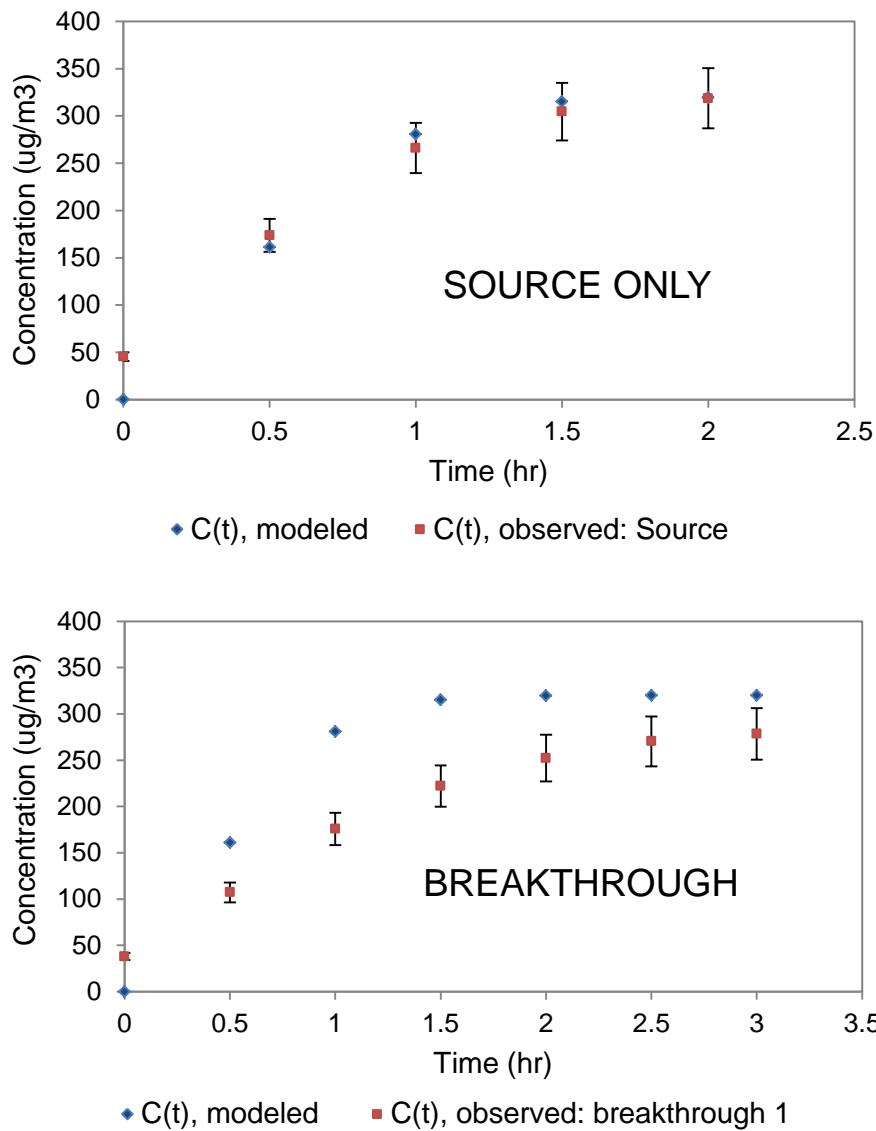 400
350
300
250
200
150
100
50
0
Concentration (ug/m3)
SOURCE ONLY
0 0.5 1 1.5 2 2.5
Time (hr)
C(t), modeled C(t), observed: Source
400
350
300
250
200
150
100
50
0
Concentration (ug/m3)
BREAKTHROUGH
0 0.5 1 1.5 2 2.5 3 3.5
Time (hr)
C(t), modeled C(t), observed: breakthrough 1